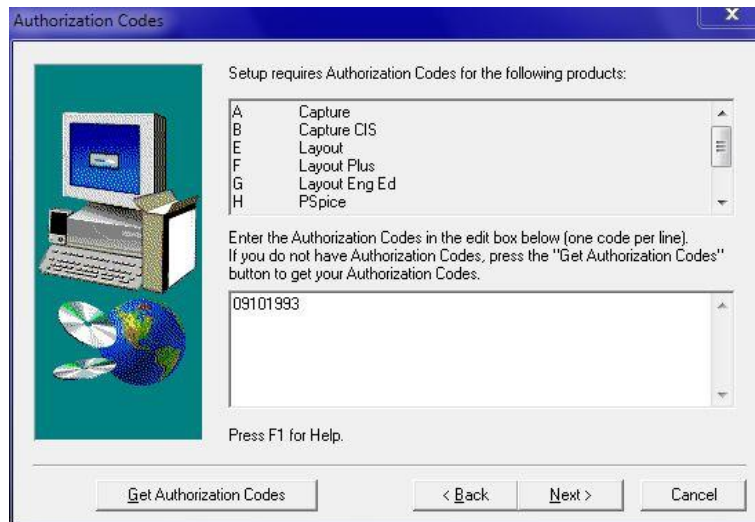 Authorization Codes
Setup requires Authorization Codes for the following products:
A Capture
B Capture CIS
E Layout
F Layout Plus
G Layout Eng Ed
H PSpice
Enter the Authorization Codes in the edit box below (one code per line).
If you do not have Authorization Codes, press the "Get Authorization Codes"
button to get your Authorization Codes.
09101993
Press F1 for Help.
Get Authorization Codes
< Back
Next >
Cancel